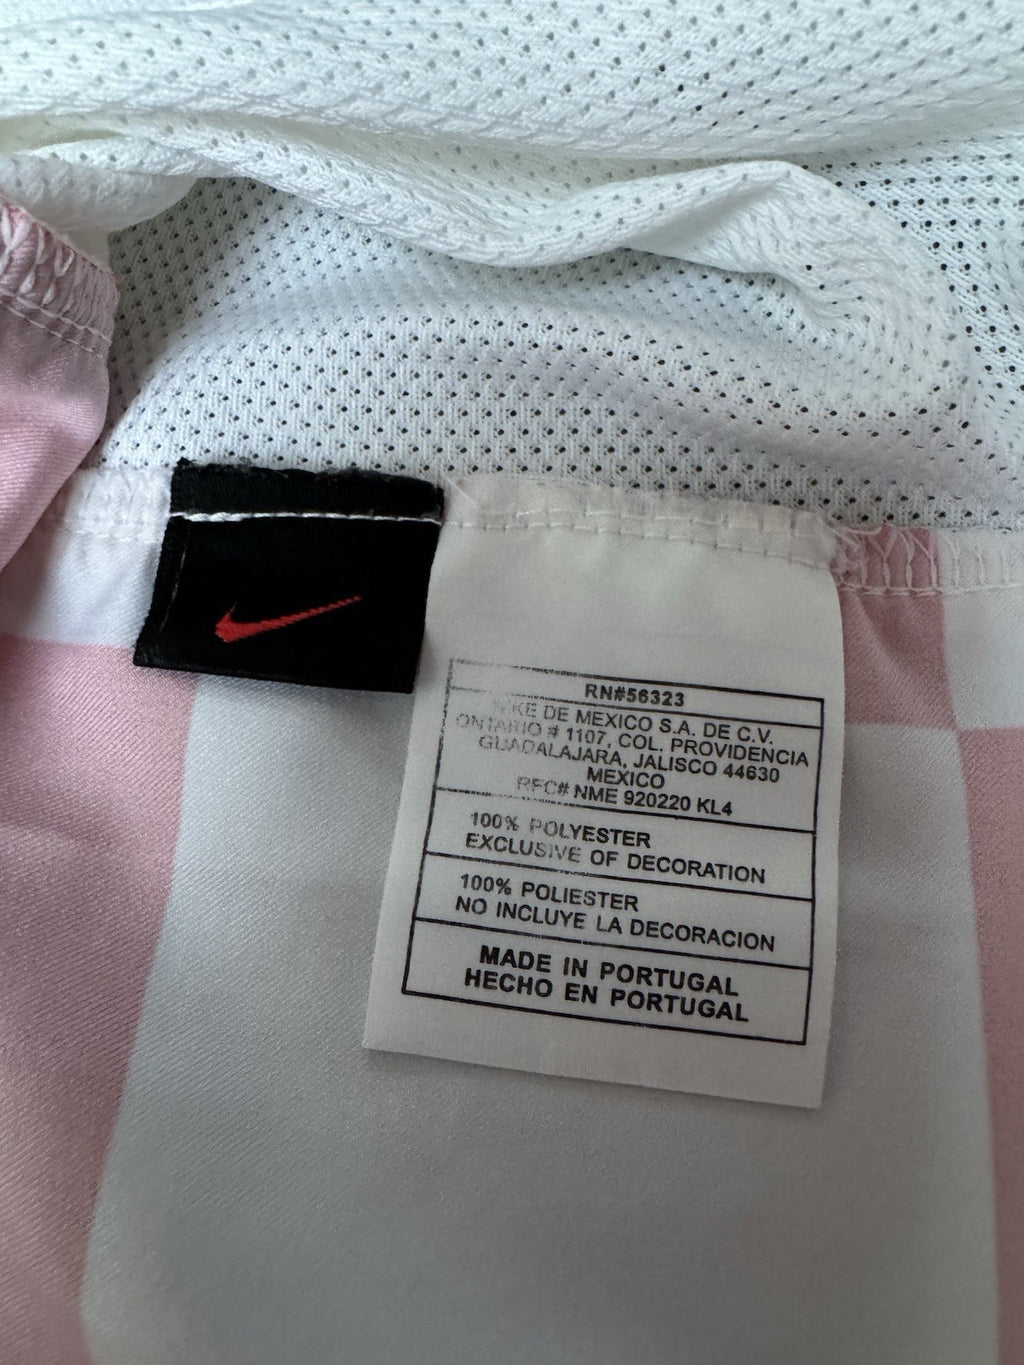 RN#56323
NIKE DE MEXICO S.A. DE C.V.
ONTARIO # 1107, COL. PROVIDENCIA
GUADALAJARA, JALISCO 44630
MEXICO
RFC# NME 920220 KL4
100% POLYESTER
EXCLUSIVE OF DECORATION
100% POLIESTER
NO INCLUYE LA DECORACION
MADE IN PORTUGAL
HECHO EN PORTUGAL